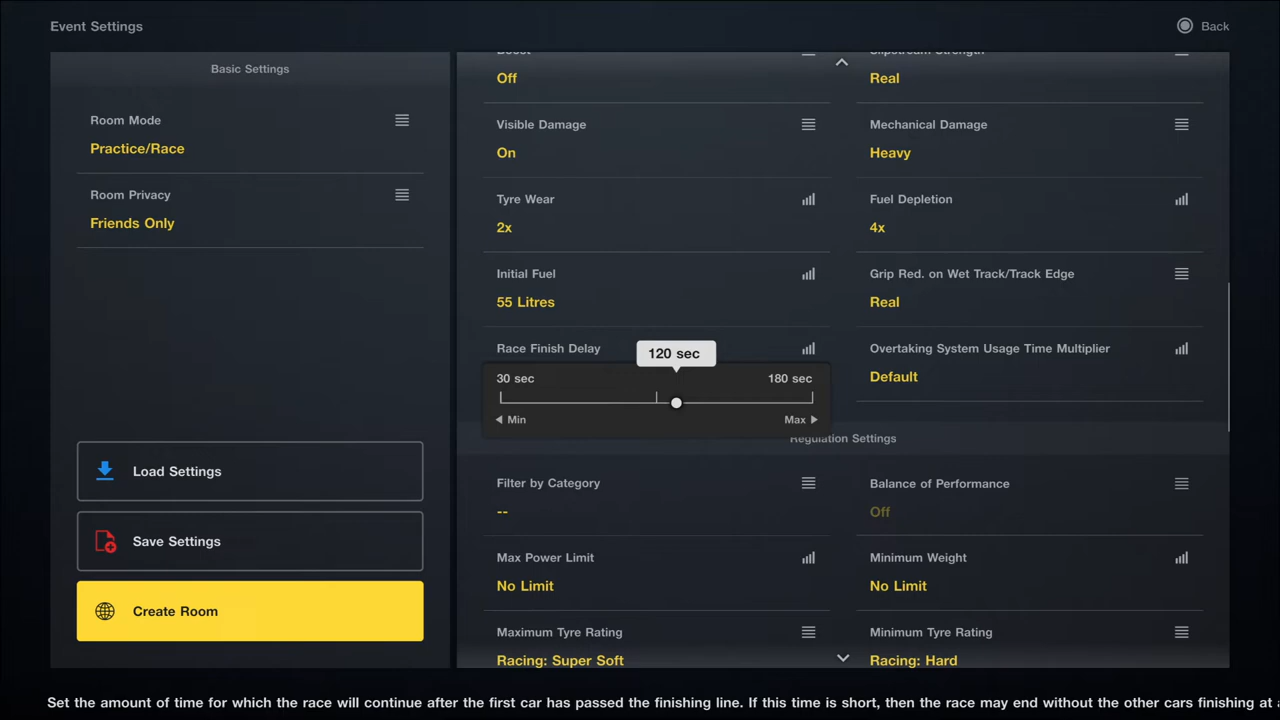 Event Settings
Back
Basic Settings
Room Mode
Practice/Race
Room Privacy
Friends Only
Load Settings
Save Settings
Create Room
Boost
Off
Slipstream Strength
Real
Visible Damage
On
Mechanical Damage
Heavy
Tyre Wear
2x
Fuel Depletion
4x
Initial Fuel
55 Litres
Grip Red. on Wet Track/Track Edge
Real
Race Finish Delay
120 sec
30 sec
180 sec
Min
Max
Overtaking System Usage Time Multiplier
Default
Regulation Settings
Filter by Category
--
Balance of Performance
Off
Max Power Limit
No Limit
Minimum Weight
No Limit
Maximum Tyre Rating
Racing: Super Soft
Minimum Tyre Rating
Racing: Hard
Set the amount of time for which the race will continue after the first car has passed the finishing line. If this time is short, then the race may end without the other cars finishing at